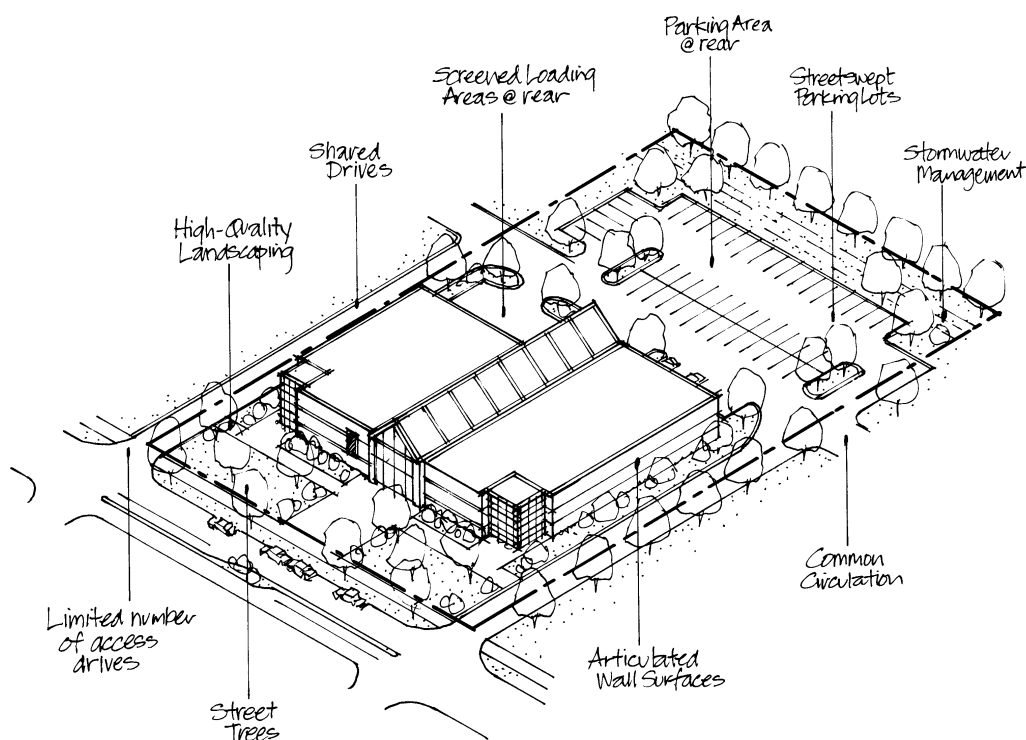 Parking Area
@ rear
Screened Loading
Areas @ rear
Streetswept
Parking Lots
Shared
Drives
Stormwater
Management
High-Quality
Landscaping
Common
Circulation
Limited number
of access
drives
Articulated
Wall Surfaces
Street
Trees